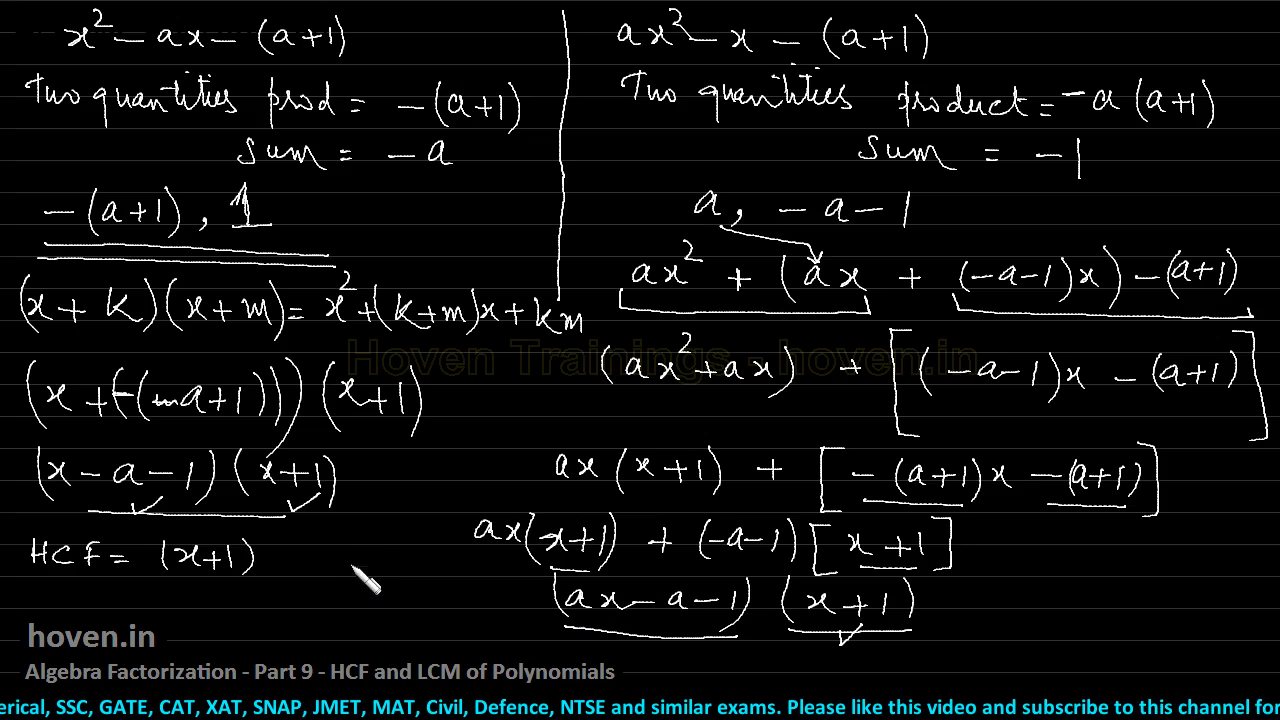 x² – ax – (a+1)
Two quantities prod = –(a+1)
sum = –a
–(a+1), 1
(x + k)(x+m) = x² + (k+m)x + km
(x + (–(a+1)))(x+1)
(x – a – 1)(x+1)
HCF = (x+1)
ax² – x – (a+1)
Two quantities product = –a(a+1)
sum = –1
a, –a–1
ax² + (ax + (–a–1)x) – (a+1)
(ax² + ax) + [(–a–1)x – (a+1)]
ax(x+1) + [–(a+1)x – (a+1)]
ax(x+1) + (–a–1)[x+1]
(ax – a – 1)(x+1)
Hoven Trainings - hoven.in
hoven.in
Algebra Factorization - Part 9 - HCF and LCM of Polynomials
erical, SSC, GATE, CAT, XAT, SNAP, JMET, MAT, Civil, Defence, NTSE and similar exams. Please like this video and subscribe to this channel for